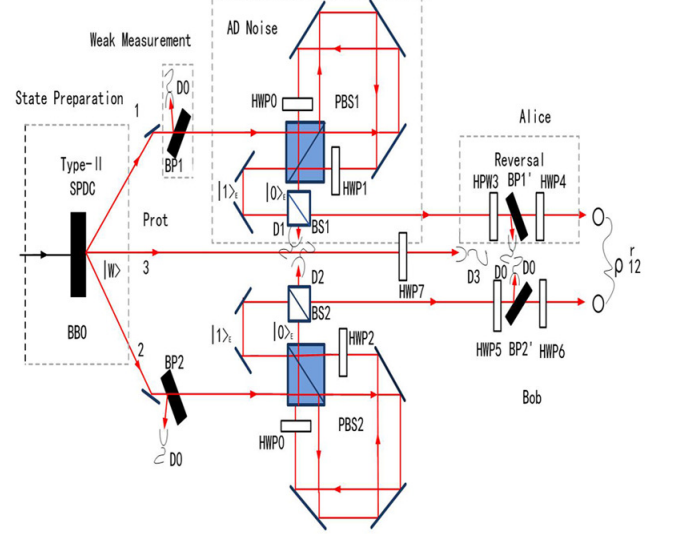 AD Noise
Weak Measurement
D0
HWP0
PBS1
State Preparation
1
Alice
BP1
Type-II
SPDC
HWP1
Reversal
|1>E
|0>E
HPW3
BP1'
HWP4
Prot
D1
BS1
|W>
3
D3
D0
D0
ρ r 12
D2
HWP7
BBO
|1>E
|0>E
BS2
HWP2
HWP5
BP2'
HWP6
2
BP2
Bob
PBS2
HWP0
D0